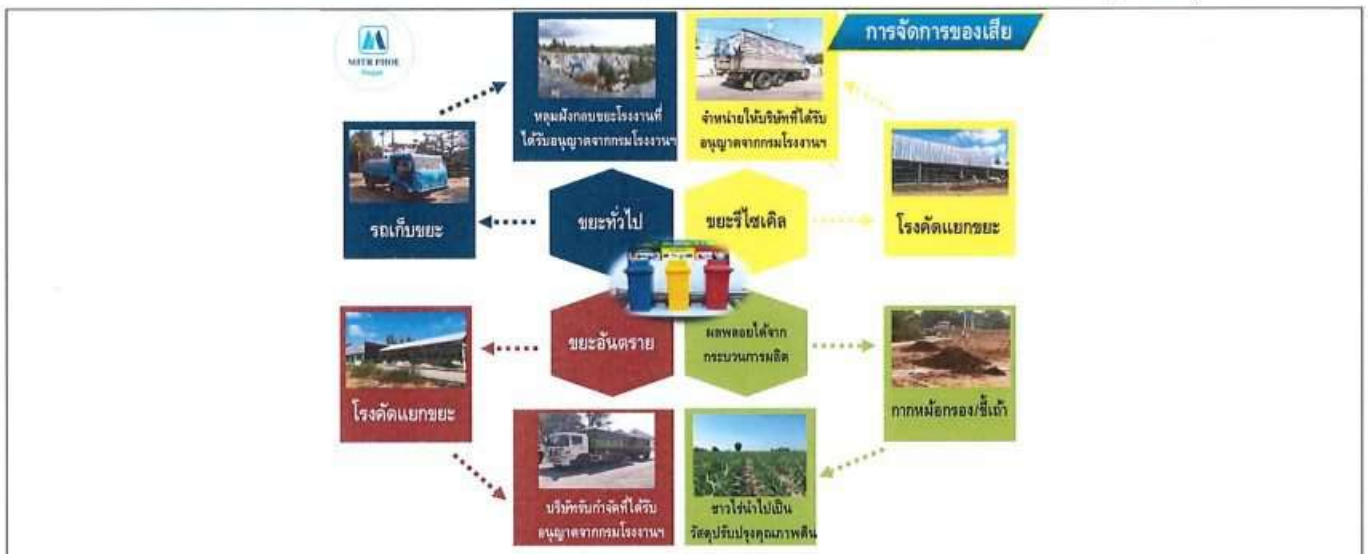 การจัดการของเสีย
MITR PHOL
Sugar
หลุมฝังกลบขยะโรงงานที่
ได้รับอนุญาตจากกรมโรงงานฯ
จำหน่ายให้บริษัทที่ได้รับ
อนุญาตจากกรมโรงงานฯ
รถเก็บขยะ
ขยะทั่วไป
ขยะรีไซเคิล
โรงคัดแยกขยะ
ขยะอันตราย
ผลพลอยได้จาก
กระบวนการผลิต
โรงคัดแยกขยะ
กากหม้อกรอง/ขี้เถ้า
บริษัทรับกำจัดที่ได้รับ
อนุญาตจากกรมโรงงานฯ
ชาวไร่นำไปเป็น
วัสดุปรับปรุงคุณภาพดิน